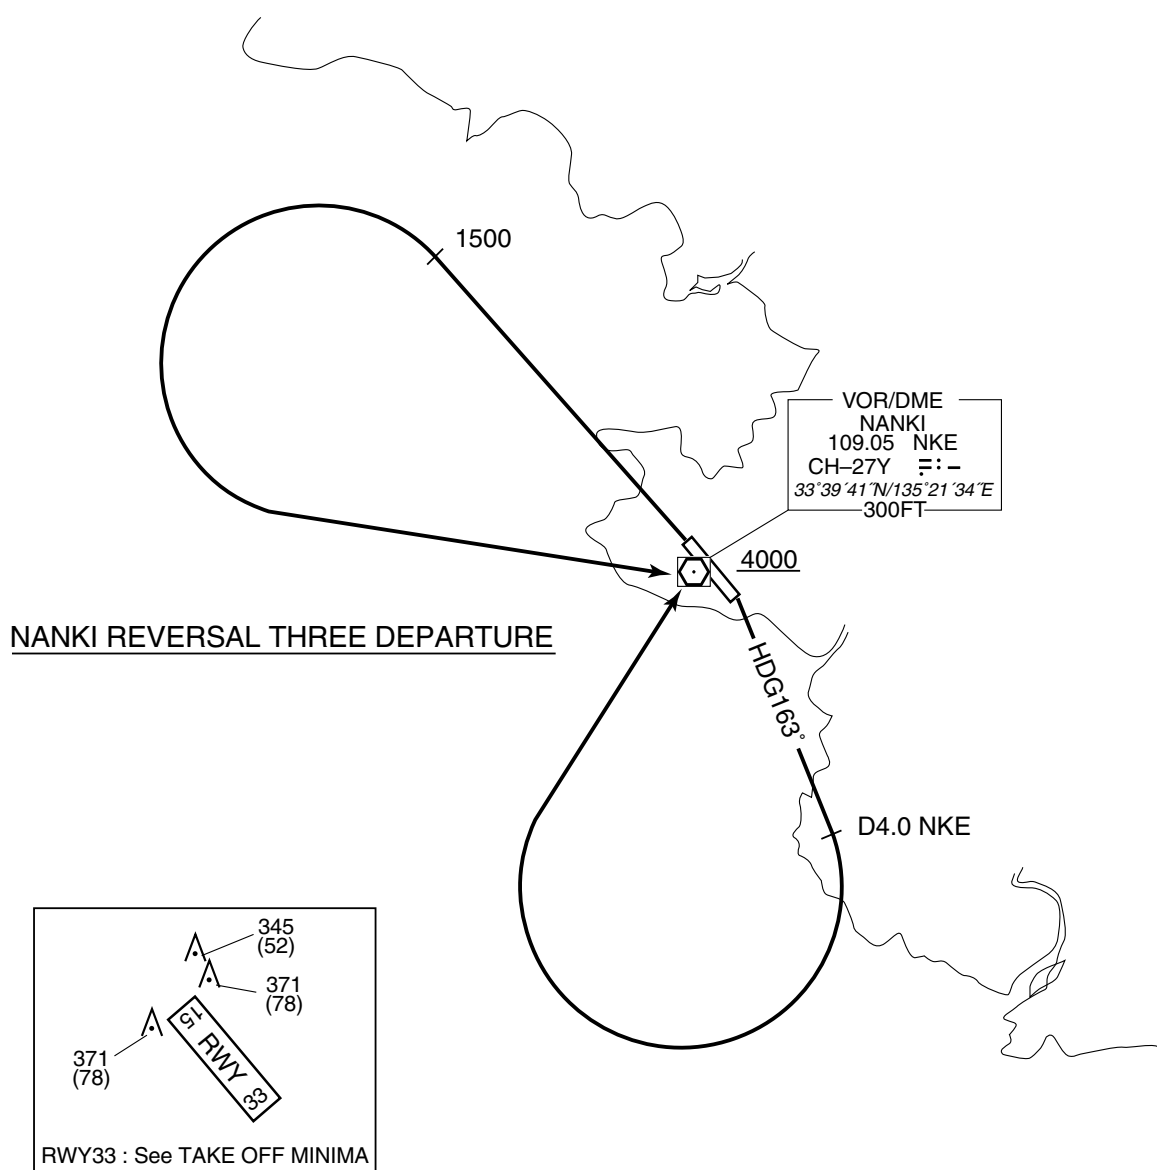 1500
VOR/DME
NANKI
109.05 NKE
CH–27Y
33°39´41˝N/135°21´34˝E
300FT
4000
NANKI REVERSAL THREE DEPARTURE
HDG163°
D4.0 NKE
345
(52)
371
(78)
371
(78)
15 RWY 33
RWY33 : See TAKE OFF MINIMA